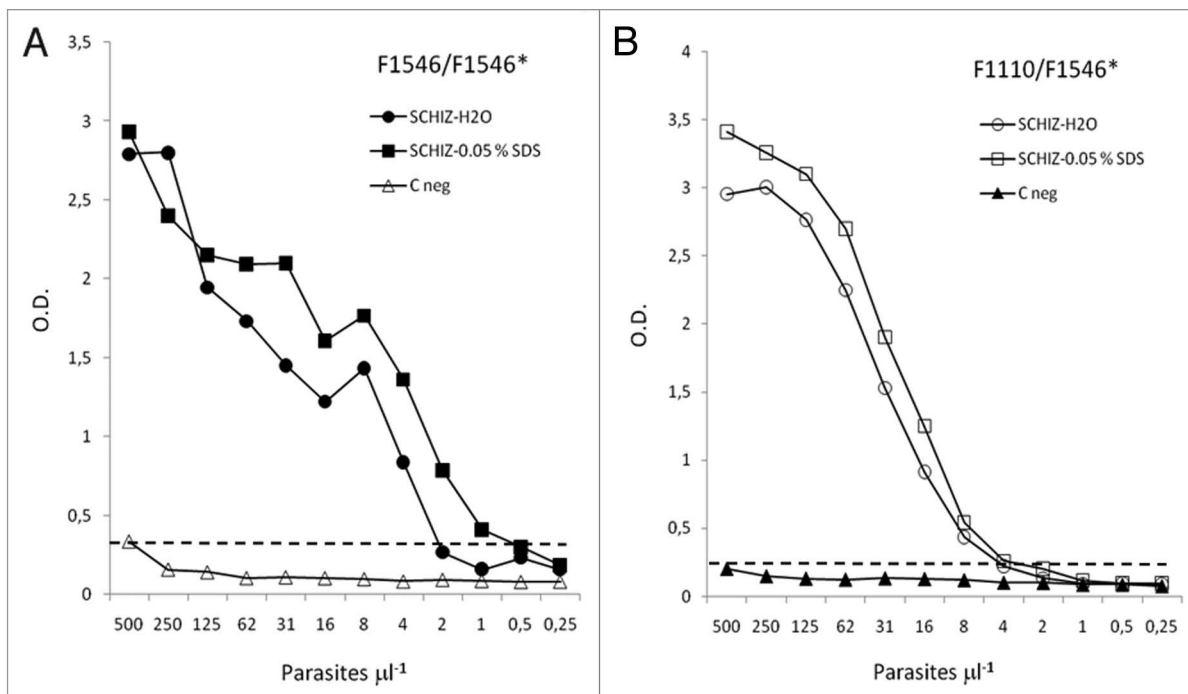 A
F1546/F1546*
SCHIZ-H2O
SCHIZ-0.05 % SDS
C neg
3,5
3
2,5
2
1,5
1
0,5
0
O.D.
500 250 125 62 31 16 8 4 2 1 0,5 0,25
Parasites µl-1
B
F1110/F1546*
SCHIZ-H2O
SCHIZ-0.05 % SDS
C neg
4
3,5
3
2,5
2
1,5
1
0,5
0
O.D.
500 250 125 62 31 16 8 4 2 1 0,5 0,25
Parasites µl-1